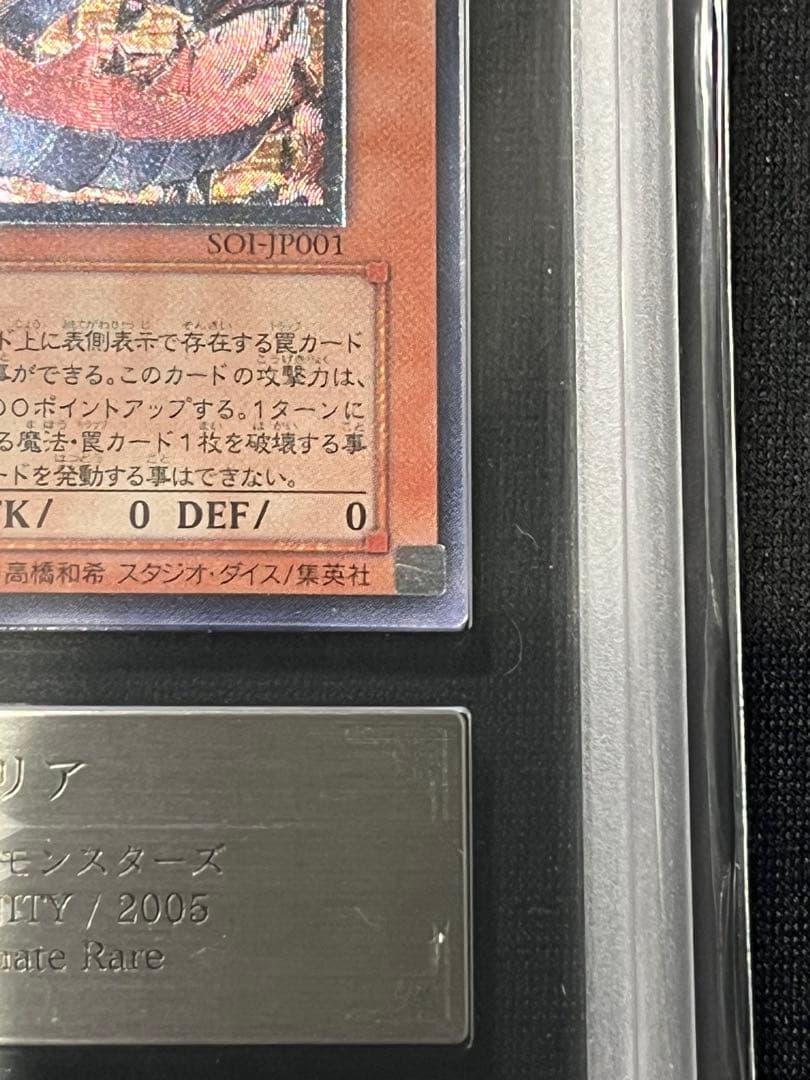 SOI-JP001
ド上に表側表示で存在する罠カード
事ができる。このカードの攻撃力は、
00ポイントアップする。1ターンに
る魔法・罠カード1枚を破壊する事
ードを発動する事はできない。
TK/ 0 DEF/ 0
高橋和希 スタジオ・ダイス/集英社
リア
モンスターズ
TITY / 2005
nate Rare